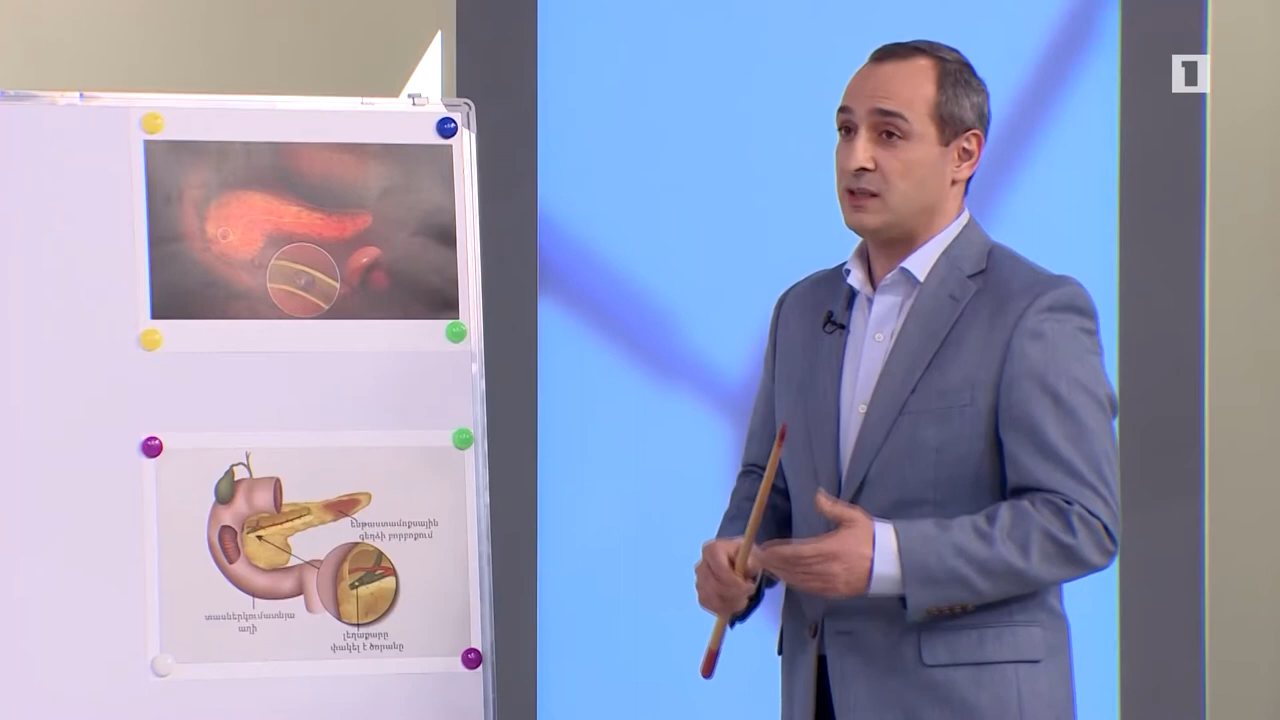 1
ենթաստամոքսային
գեղձի բորբոքում
տասներկումատնյա
աղի
լեղաքարը
փակել է ծորանը